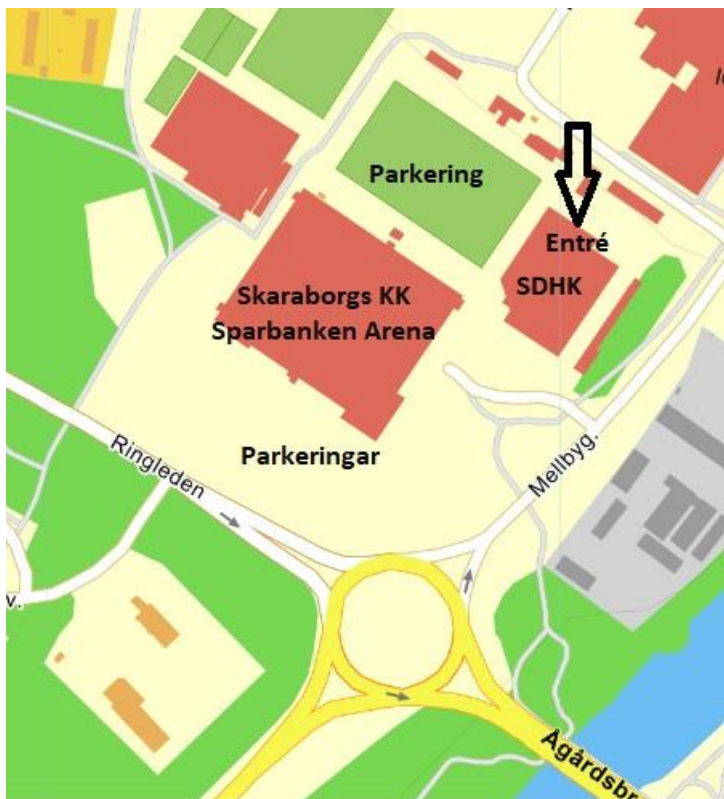 Parkering
Entré
SDHK
Skaraborgs KK
Sparbanken Arena
Parkeringar
Ringleden
Mellbyg.
v.
Ågårdsbr